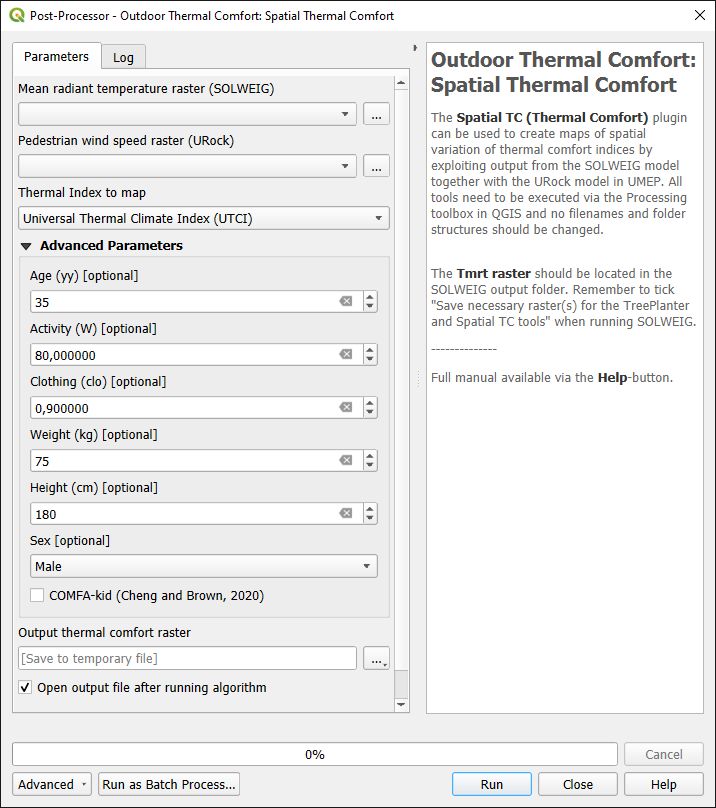 Post-Processor - Outdoor Thermal Comfort: Spatial Thermal Comfort
Parameters
Log
Mean radiant temperature raster (SOLWEIG)
...
Pedestrian wind speed raster (URock)
...
Thermal Index to map
Universal Thermal Climate Index (UTCI)
Advanced Parameters
Age (yy) [optional]
35
Activity (W) [optional]
80,000000
Clothing (clo) [optional]
0,900000
Weight (kg) [optional]
75
Height (cm) [optional]
180
Sex [optional]
Male
COMFA-kid (Cheng and Brown, 2020)
Output thermal comfort raster
[Save to temporary file]
...
Open output file after running algorithm
Outdoor Thermal Comfort:
Spatial Thermal Comfort
The Spatial TC (Thermal Comfort) plugin
can be used to create maps of spatial
variation of thermal comfort indices by
exploiting output from the SOLWEIG model
together with the URock model in UMEP. All
tools need to be executed via the Processing
toolbox in QGIS and no filenames and folder
structures should be changed.
The Tmrt raster should be located in the
SOLWEIG output folder. Remember to tick
"Save necessary raster(s) for the TreePlanter
and Spatial TC tools" when running SOLWEIG.
--------------
Full manual available via the Help-button.
0%
Cancel
Advanced
Run as Batch Process...
Run
Close
Help